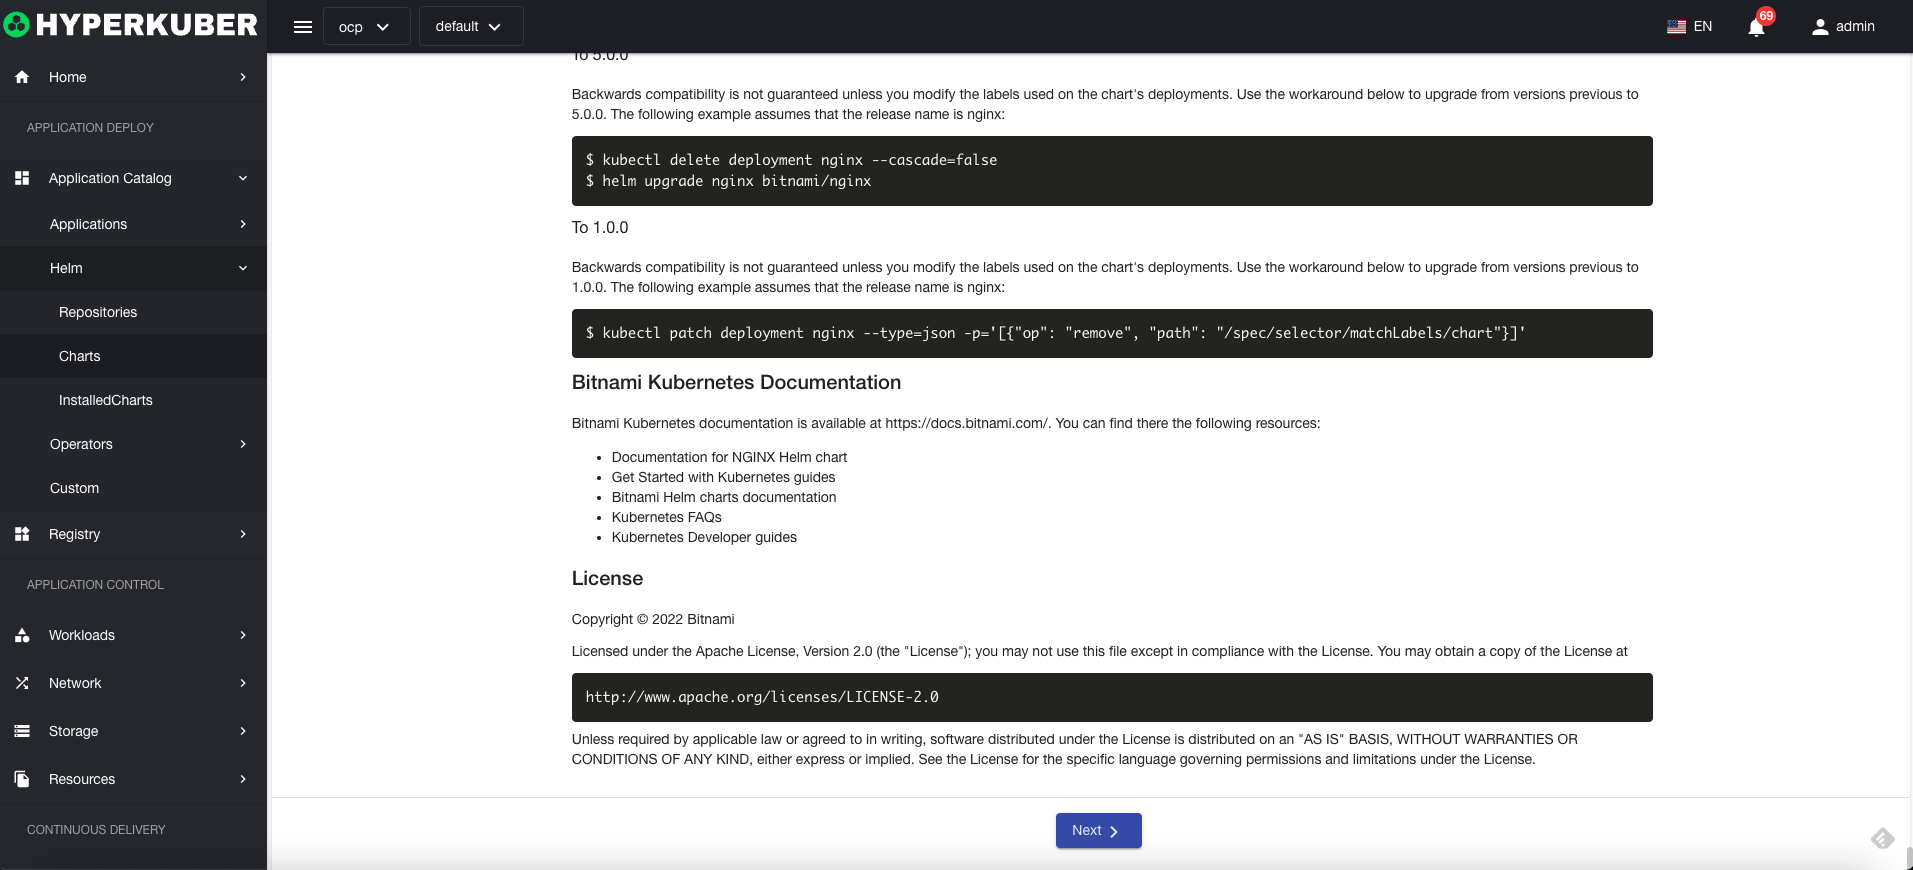 HYPERKUBER
ocp
default
EN
69
admin
Home
APPLICATION DEPLOY
Application Catalog
Applications
Helm
Repositories
Charts
InstalledCharts
Operators
Custom
Registry
APPLICATION CONTROL
Workloads
Network
Storage
Resources
CONTINUOUS DELIVERY
To 5.0.0
Backwards compatibility is not guaranteed unless you modify the labels used on the chart's deployments. Use the workaround below to upgrade from versions previous to
5.0.0. The following example assumes that the release name is nginx:
$ kubectl delete deployment nginx --cascade=false
$ helm upgrade nginx bitnami/nginx
To 1.0.0
Backwards compatibility is not guaranteed unless you modify the labels used on the chart's deployments. Use the workaround below to upgrade from versions previous to
1.0.0. The following example assumes that the release name is nginx:
$ kubectl patch deployment nginx --type=json -p='[{"op": "remove", "path": "/spec/selector/matchLabels/chart"}]'
Bitnami Kubernetes Documentation
Bitnami Kubernetes documentation is available at https://docs.bitnami.com/. You can find there the following resources:
• Documentation for NGINX Helm chart
• Get Started with Kubernetes guides
• Bitnami Helm charts documentation
• Kubernetes FAQs
• Kubernetes Developer guides
License
Copyright © 2022 Bitnami
Licensed under the Apache License, Version 2.0 (the "License"); you may not use this file except in compliance with the License. You may obtain a copy of the License at
http://www.apache.org/licenses/LICENSE-2.0
Unless required by applicable law or agreed to in writing, software distributed under the License is distributed on an "AS IS" BASIS, WITHOUT WARRANTIES OR
CONDITIONS OF ANY KIND, either express or implied. See the License for the specific language governing permissions and limitations under the License.
Next